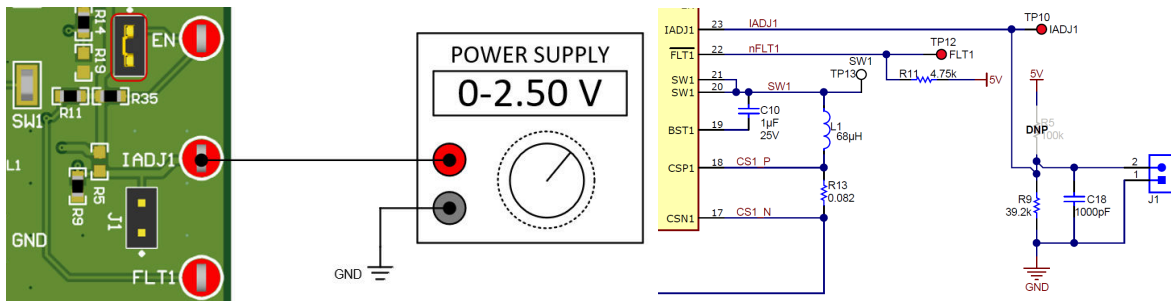 R14
R19
EN
SW1
R11
R35
L1
IADJ1
R5
R9
J1
GND
FLT1
POWER SUPPLY
0-2.50 V
GND
IADJ1
23
IADJ1
TP10
IADJ1
FLT1
22
nFLT1
TP12
FLT1
SW1
TP13
R11
4.75k
5V
SW1
21
SW1
20
SW1
C10
1µF
25V
L1
68µH
BST1
19
CSP1
18
CS1_P
R13
0.082
CSN1
17
CS1_N
5V
R5
DNP
100k
2
1
J1
R9
39.2k
C18
1000pF
GND